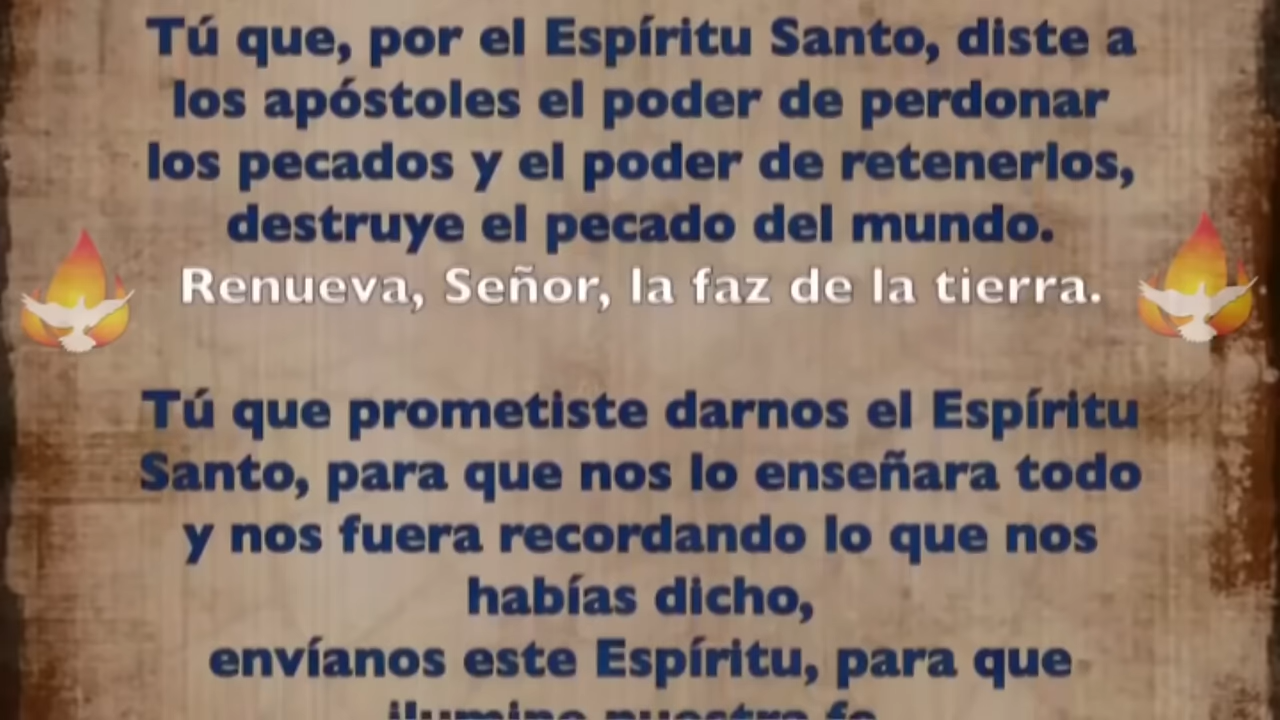 Tú que, por el Espíritu Santo, diste a
los apóstoles el poder de perdonar
los pecados y el poder de retenerlos,
destruye el pecado del mundo.
Renueva, Señor, la faz de la tierra.
Tú que prometiste darnos el Espíritu
Santo, para que nos lo enseñara todo
y nos fuera recordando lo que nos
habías dicho,
envíanos este Espíritu, para que
ilumine nuestra fe